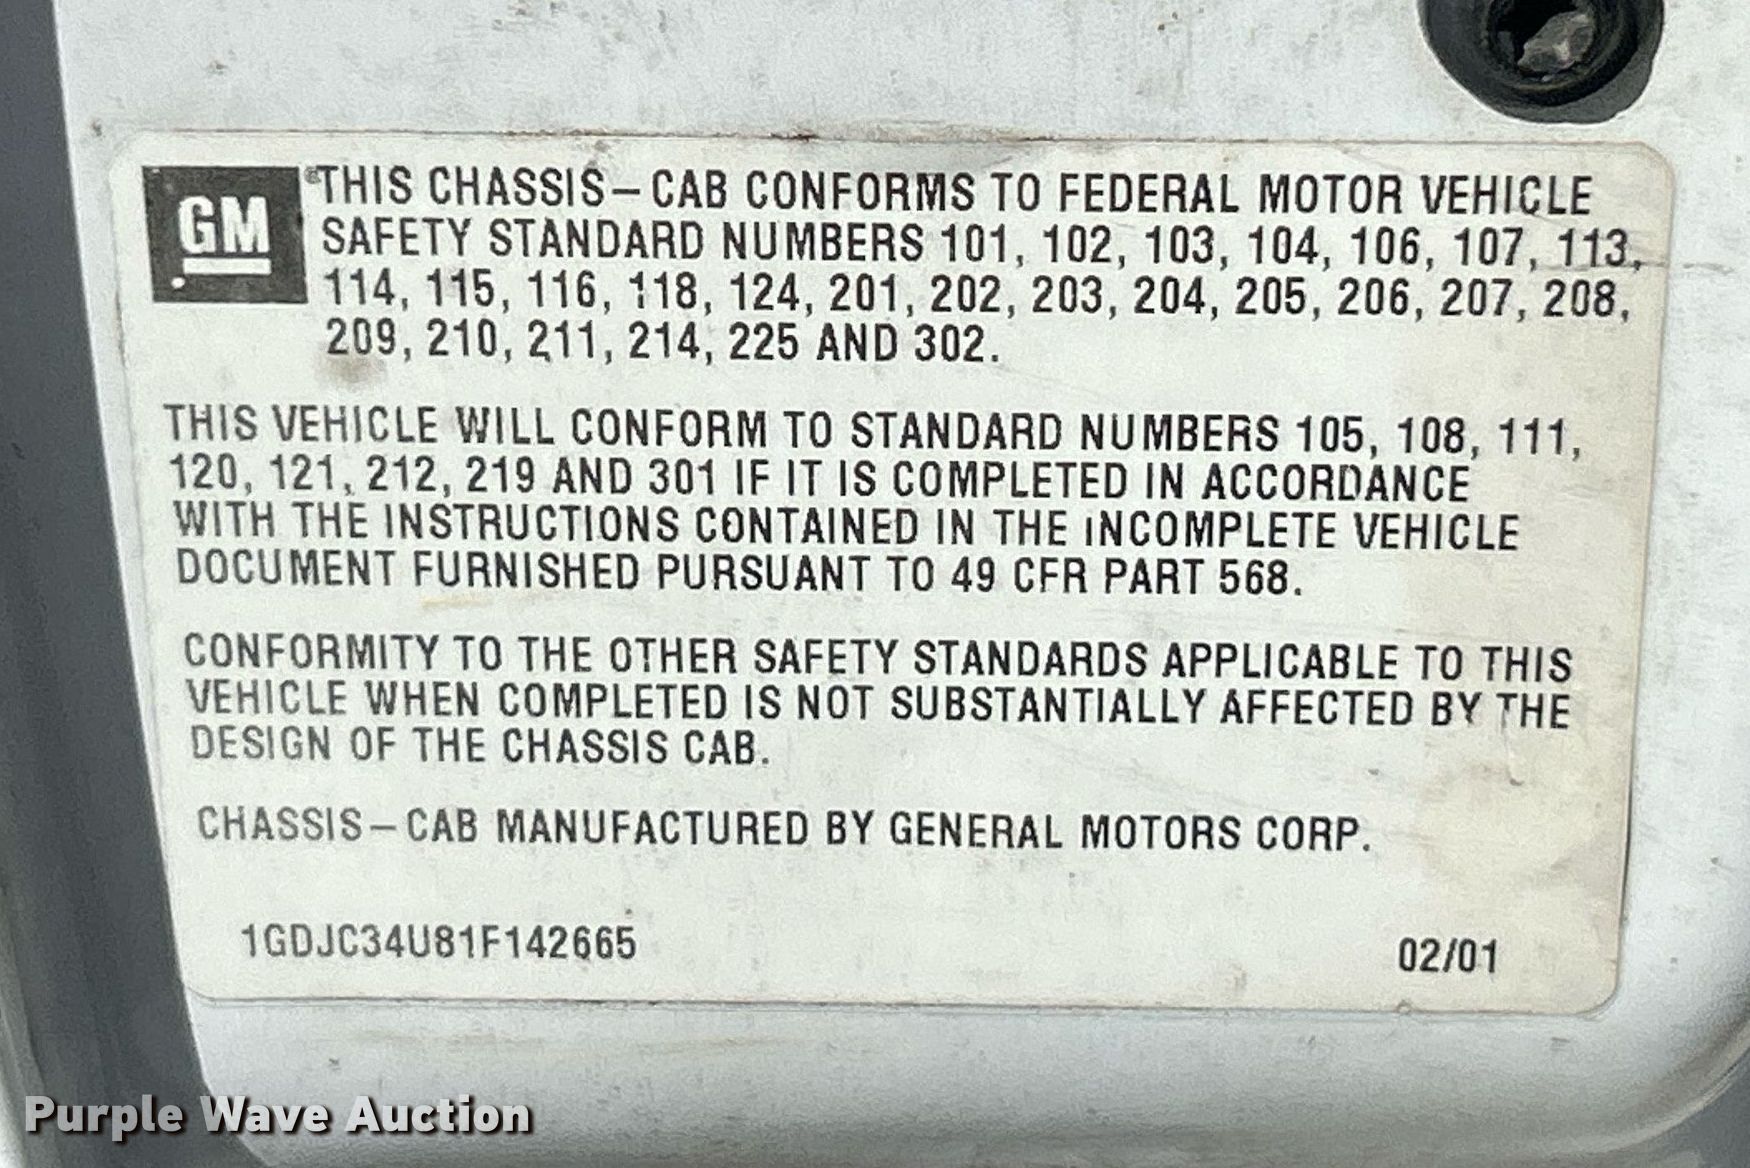 GM
®THIS CHASSIS–CAB CONFORMS TO FEDERAL MOTOR VEHICLE
SAFETY STANDARD NUMBERS 101, 102, 103, 104, 106, 107, 113,
114, 115, 116, 118, 124, 201, 202, 203, 204, 205, 206, 207, 208,
209, 210, 211, 214, 225 AND 302.
THIS VEHICLE WILL CONFORM TO STANDARD NUMBERS 105, 108, 111,
120, 121, 212, 219 AND 301 IF IT IS COMPLETED IN ACCORDANCE
WITH THE INSTRUCTIONS CONTAINED IN THE INCOMPLETE VEHICLE
DOCUMENT FURNISHED PURSUANT TO 49 CFR PART 568.
CONFORMITY TO THE OTHER SAFETY STANDARDS APPLICABLE TO THIS
VEHICLE WHEN COMPLETED IS NOT SUBSTANTIALLY AFFECTED BY THE
DESIGN OF THE CHASSIS CAB.
CHASSIS–CAB MANUFACTURED BY GENERAL MOTORS CORP.
1GDJC34U81F142665 02/01
Purple Wave Auction